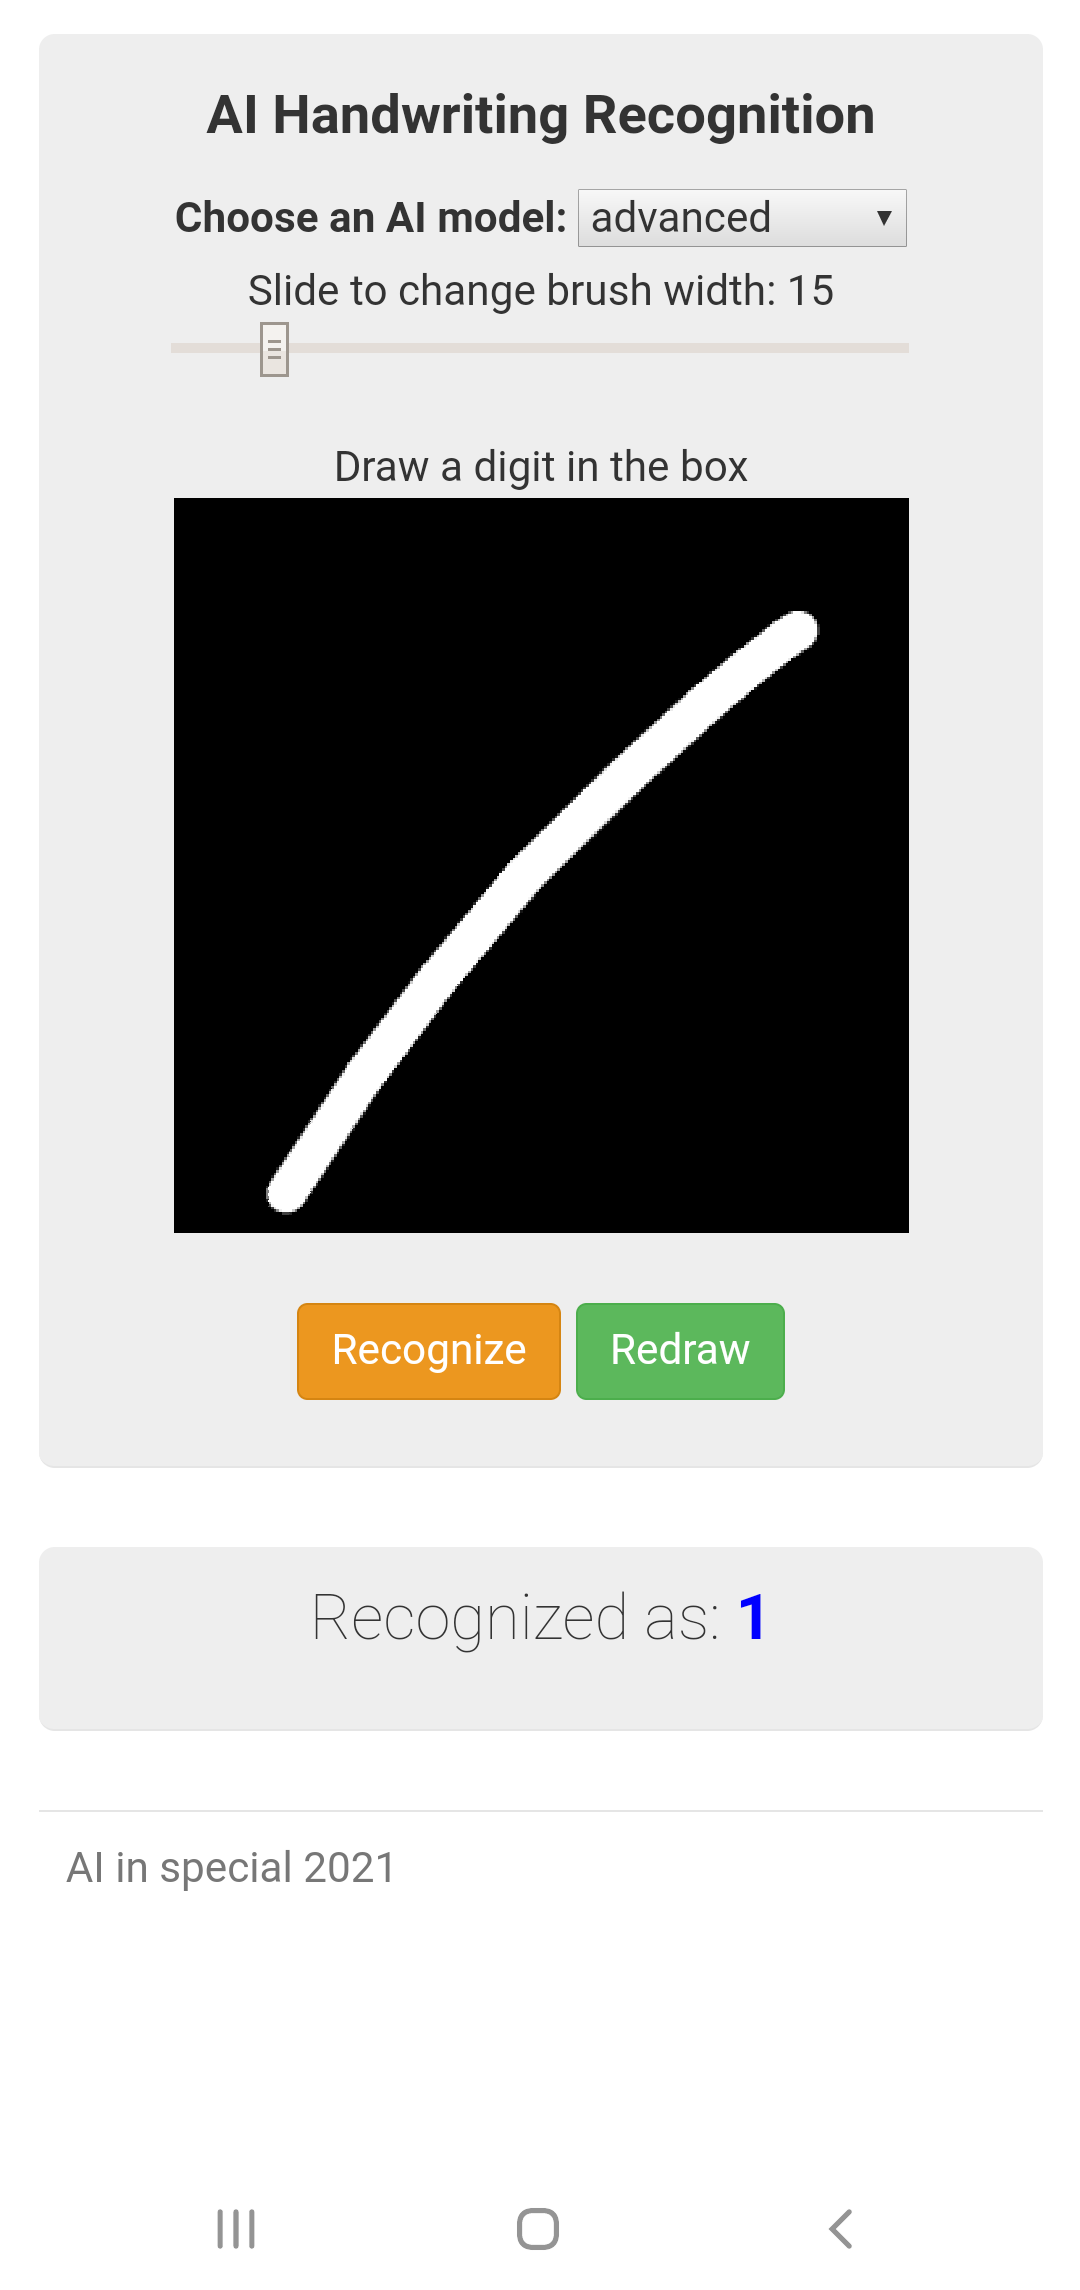 AI Handwriting Recognition
Choose an AI model: advanced
Slide to change brush width: 15
Draw a digit in the box
Recognize Redraw
Recognized as: 1
AI in special 2021